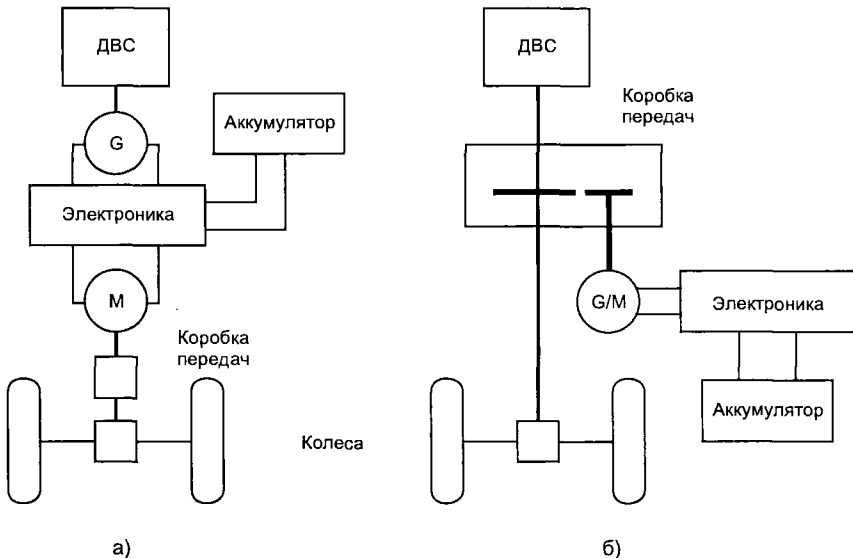 ДВС
G
Аккумулятор
Электроника
M
Коробка
передач
Колеса
а)
ДВС
Коробка
передач
G/M
Электроника
Аккумулятор
б)